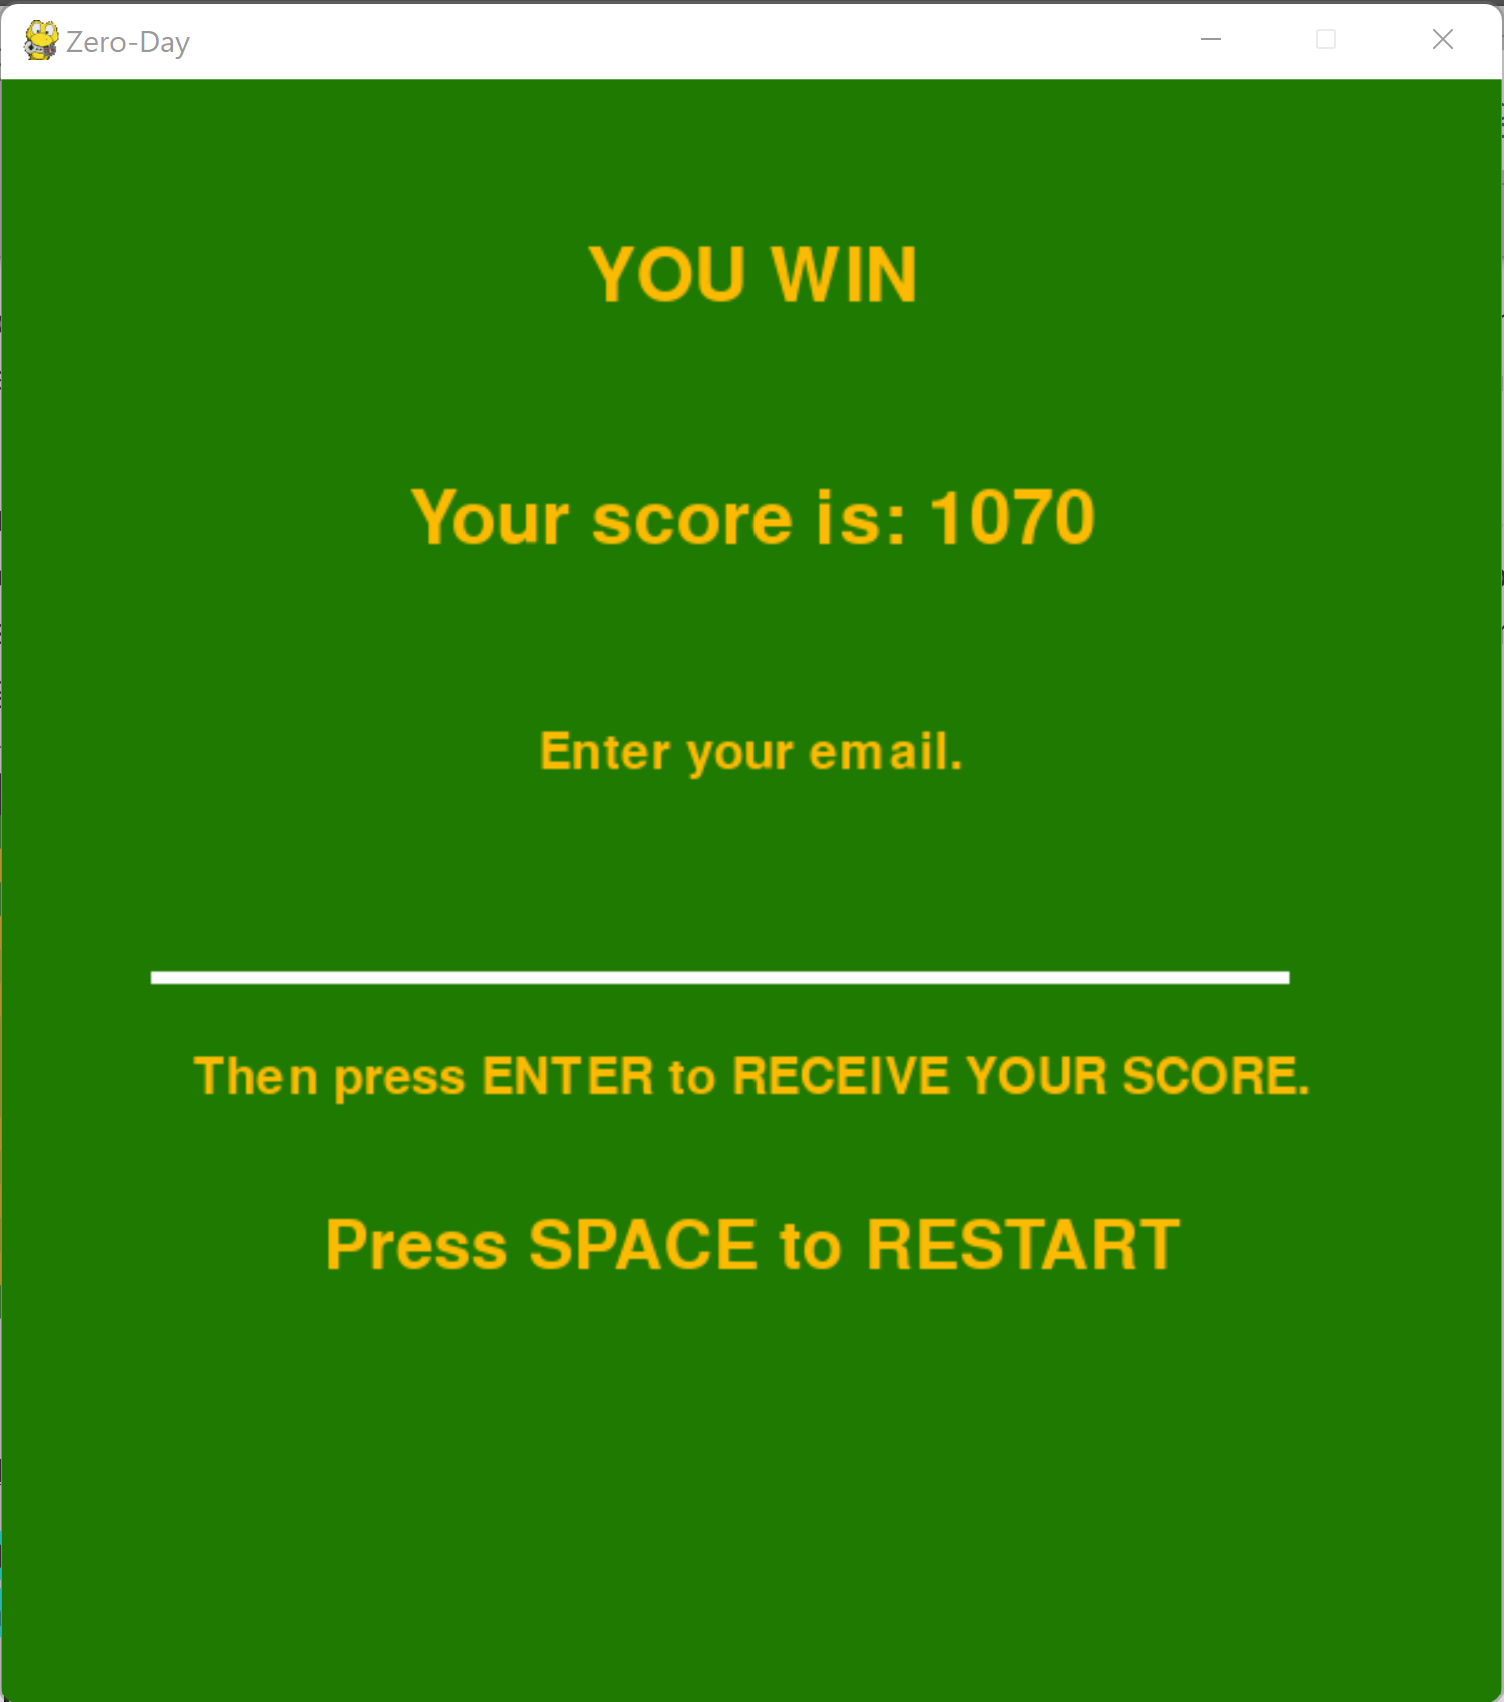 Zero-Day
YOU WIN
Your score is: 1070
Enter your email.
Then press ENTER to RECEIVE YOUR SCORE.
Press SPACE to RESTART